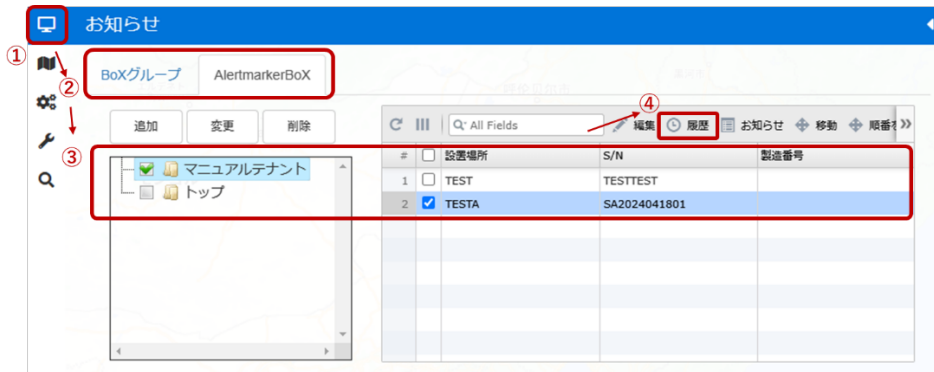 お知らせ
①
②
BoXグループ AlertmarkerBoX
④
追加 変更 削除
All Fields 編集 履歴 お知らせ 移動 順番を
③
# 設置場所 S/N 製造番号
マニュアルテナント
1 TEST TESTTEST
トップ
2 TESTA SA2024041801